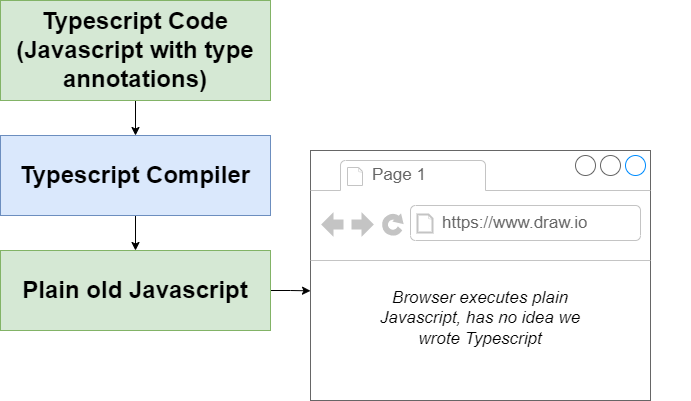 Typescript Code
(Javascript with type
annotations)
Typescript Compiler
Plain old Javascript
Page 1
https://www.draw.io
Browser executes plain
Javascript, has no idea we
wrote Typescript